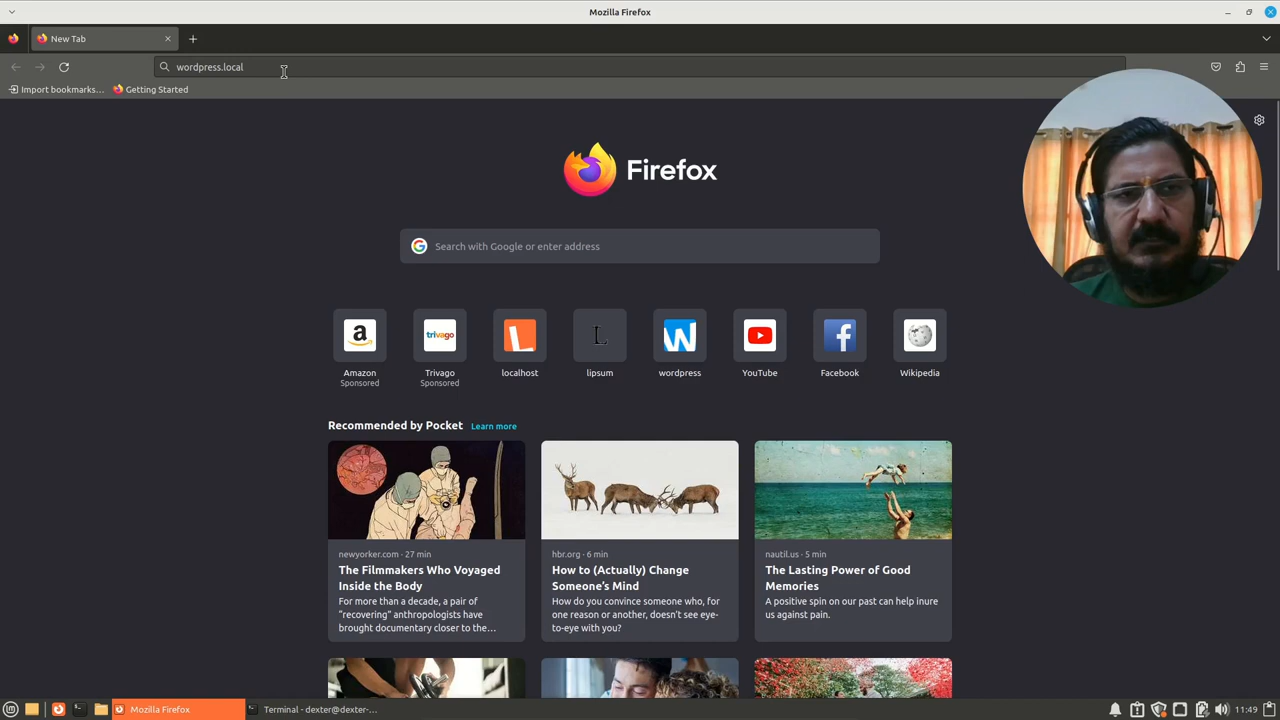 Mozilla Firefox
New Tab
wordpress.local
Import bookmarks...
Getting Started
Firefox
Search with Google or enter address
trivago
L
Amazon
Sponsored
Trivago
Sponsored
localhost
lipsum
wordpress
YouTube
Facebook
Wikipedia
Recommended by Pocket
Learn more
newyorker.com · 27 min
The Filmmakers Who Voyaged
Inside the Body
For more than a decade, a pair of
“recovering” anthropologists have
brought documentary closer to the...
hbr.org · 6 min
How to (Actually) Change
Someone’s Mind
How do you convince someone who, for
one reason or another, doesn’t see eye-
to-eye with you?
nautil.us · 5 min
The Lasting Power of Good
Memories
A positive spin on our past can help inure
us against pain.
Mozilla Firefox
Terminal - dexter@dexter-...
11:49